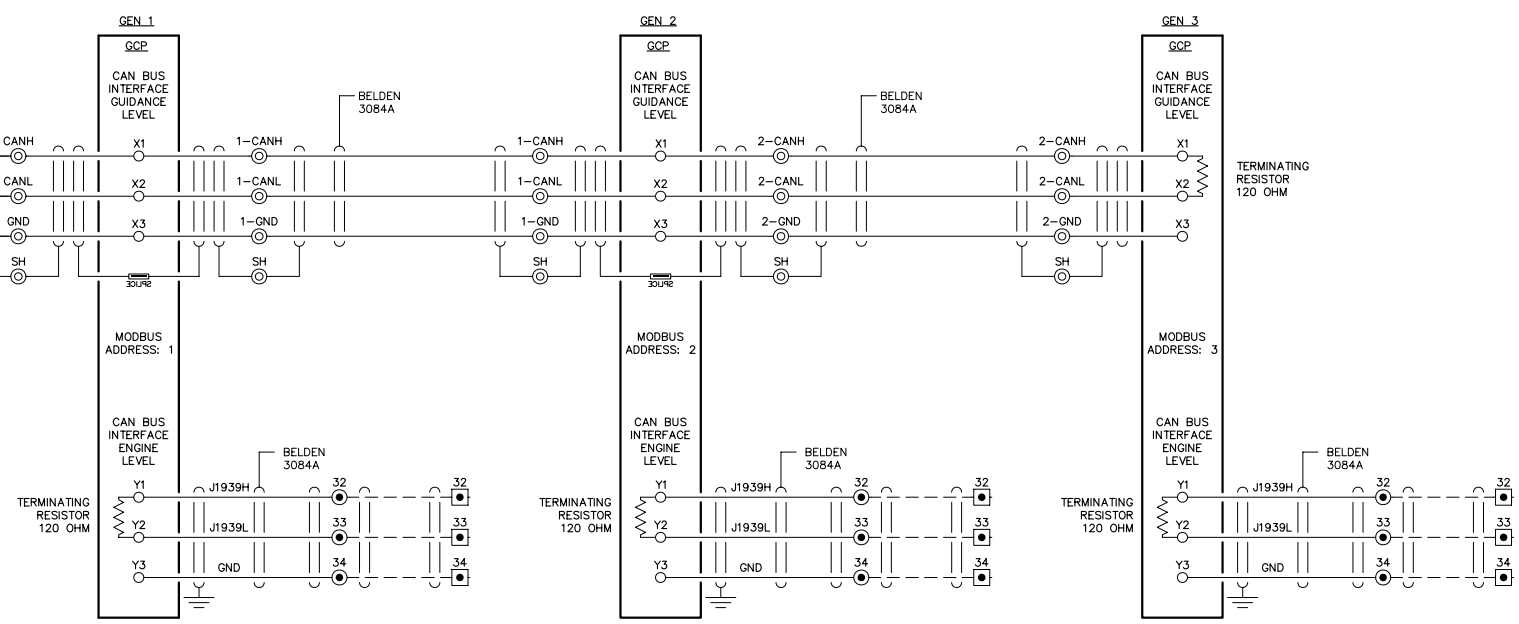 GEN 1
GCP
CAN BUS
INTERFACE
GUIDANCE
LEVEL
BELDEN
3084A
CANH
X1
1-CANH
1-CANH
CANL
X2
1-CANL
1-CANL
GND
X3
1-GND
1-GND
SH
SPLICE
SH
SH
MODBUS
ADDRESS: 1
CAN BUS
INTERFACE
ENGINE
LEVEL
BELDEN
3084A
TERMINATING
RESISTOR
120 OHM
Y1
J1939H
32
32
Y2
J1939L
33
33
Y3
GND
34
34
GEN 2
GCP
CAN BUS
INTERFACE
GUIDANCE
LEVEL
BELDEN
3084A
X1
2-CANH
2-CANH
X2
2-CANL
2-CANL
X3
2-GND
2-GND
SPLICE
SH
SH
MODBUS
ADDRESS: 2
CAN BUS
INTERFACE
ENGINE
LEVEL
BELDEN
3084A
TERMINATING
RESISTOR
120 OHM
Y1
J1939H
32
32
Y2
J1939L
33
33
Y3
GND
34
34
GEN 3
GCP
CAN BUS
INTERFACE
GUIDANCE
LEVEL
X1
X2
X3
TERMINATING
RESISTOR
120 OHM
MODBUS
ADDRESS: 3
CAN BUS
INTERFACE
ENGINE
LEVEL
BELDEN
3084A
TERMINATING
RESISTOR
120 OHM
Y1
J1939H
32
32
Y2
J1939L
33
33
Y3
GND
34
34